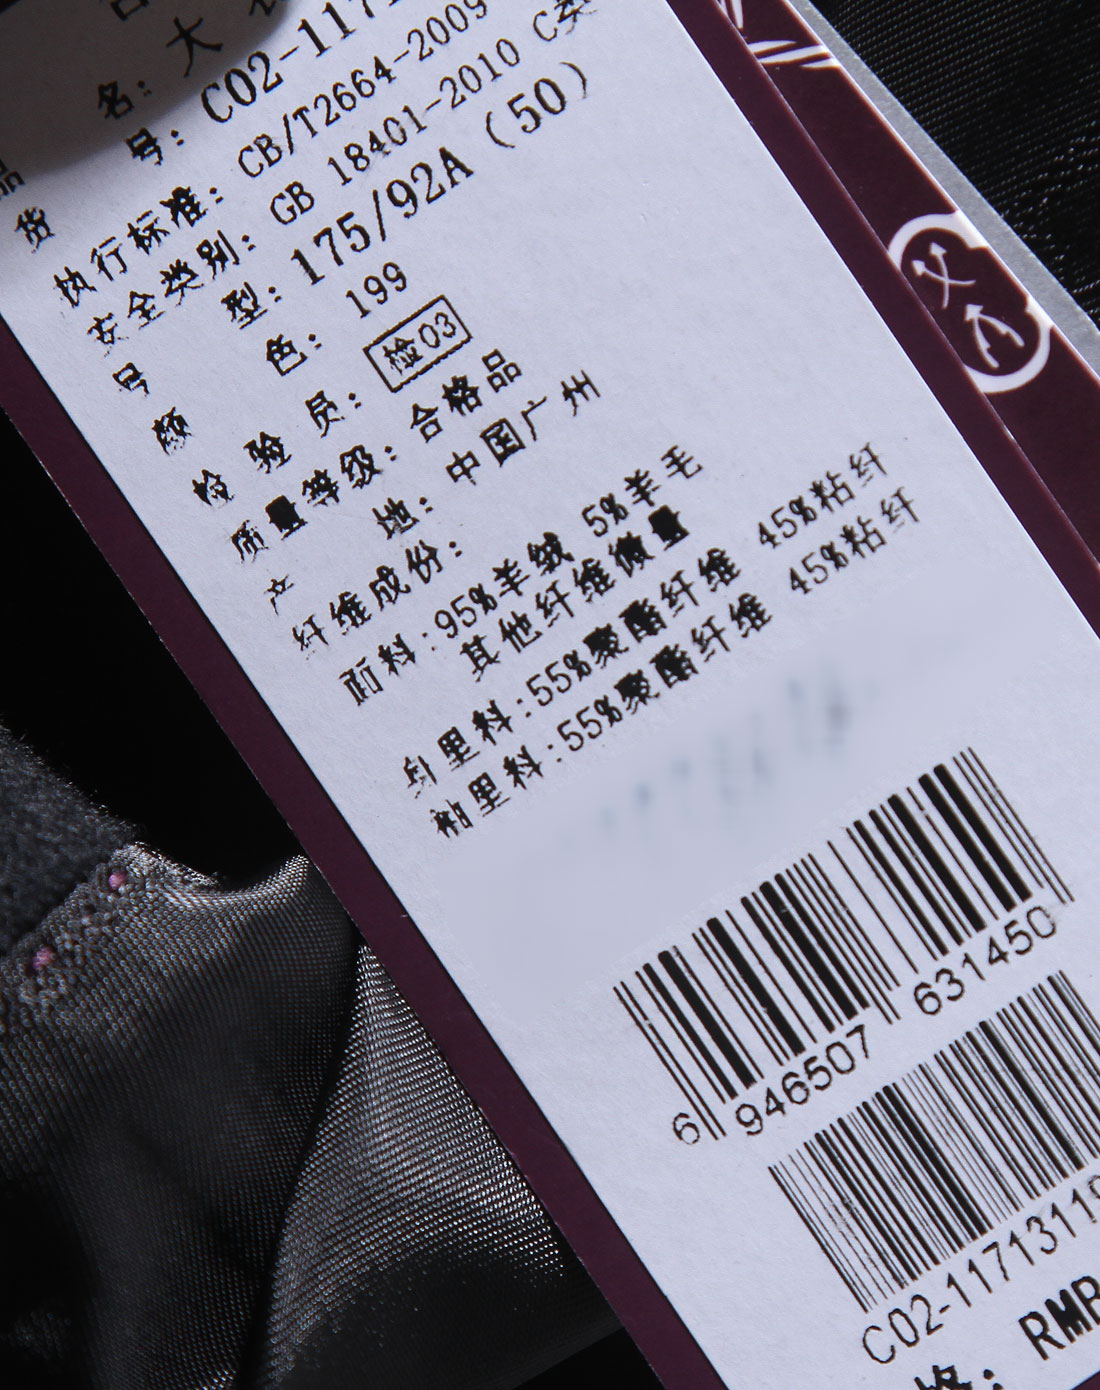 品名：大衣
货号：C02-1171
执行标准：CB/T2664-2009
安全类别：GB 18401-2010 C类
号型：175/92A（50）
颜色：199
检验员：检03
质量等级：合格品
产地：中国广州
纤维成份：
面料：95%羊绒 5%羊毛
其他纤维微量
身里料：55%聚酯纤维 45%粘纤
袖里料：55%聚酯纤维 45%粘纤
6 946507 631450
C02-1171311
RMB